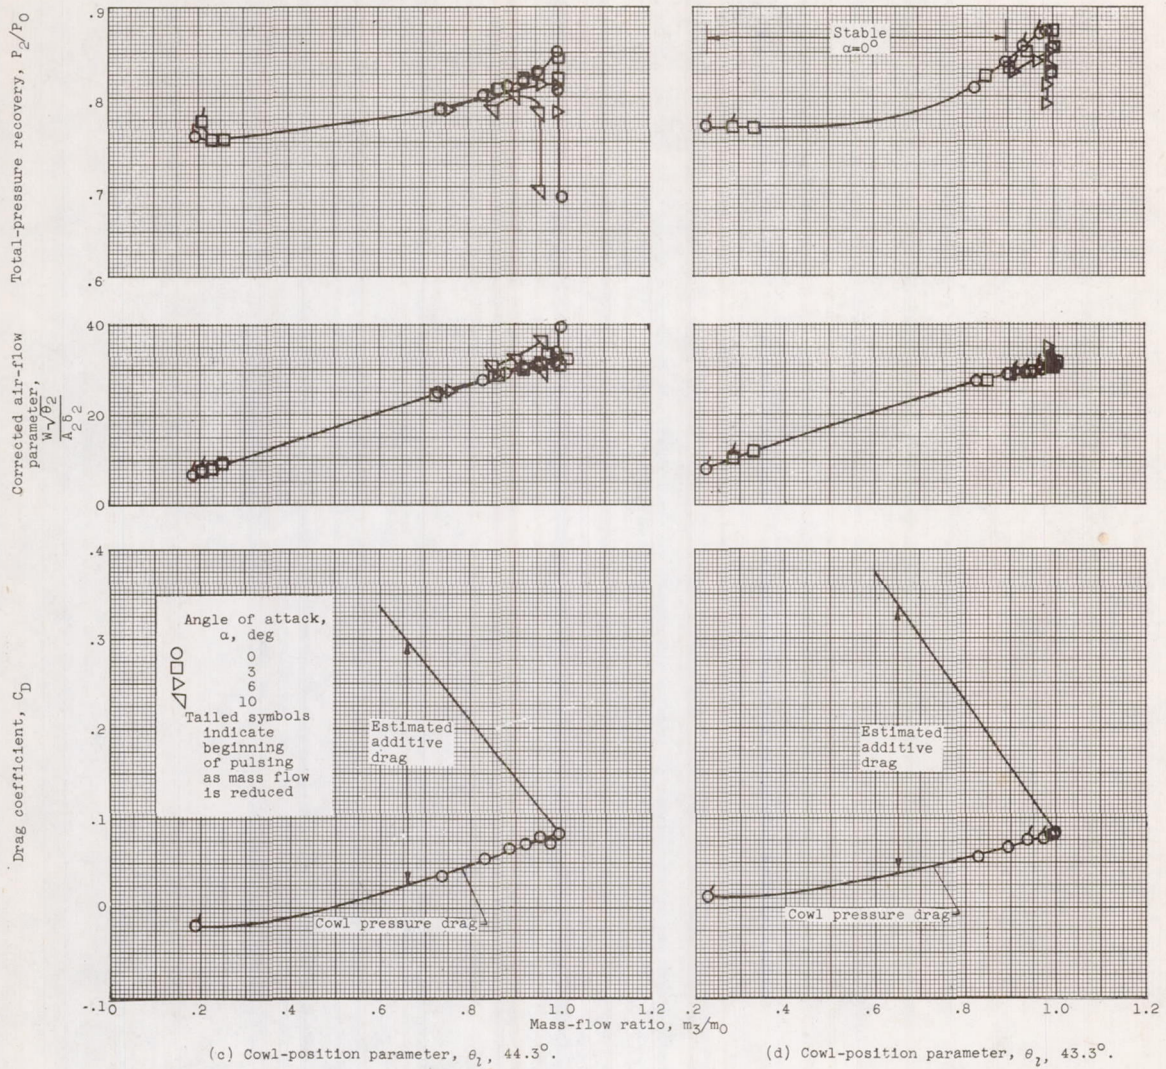 Total-pressure recovery, P2/P0
.9
.8
.7
.6
Stable
α=0°
Corrected air-flow
parameter,
W√θ2
A2δ2
40
20
0
Drag coefficient, CD
.4
.3
.2
.1
0
-.1
Angle of attack,
α, deg
0
3
6
10
Tailed symbols
indicate
beginning
of pulsing
as mass flow
is reduced
Estimated
additive
drag
Cowl pressure drag
Estimated
additive
drag
Cowl pressure drag
0 .2 .4 .6 .8 1.0 1.2 .2 .4 .6 .8 1.0 1.2
Mass-flow ratio, m3/m0
(c) Cowl-position parameter, θl, 44.3°.
(d) Cowl-position parameter, θl, 43.3°.